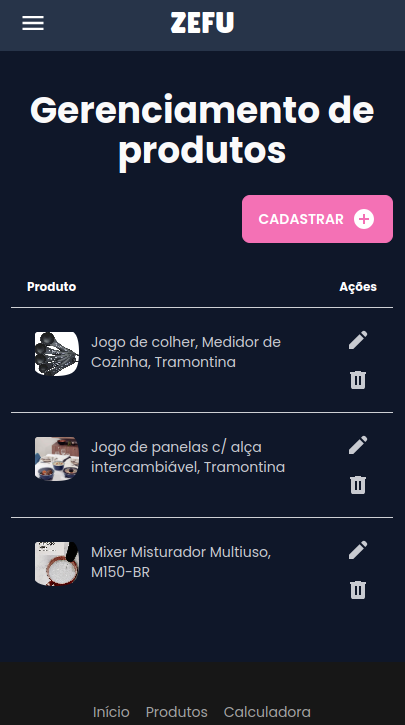 ZEFU
Gerenciamento de
produtos
CADASTRAR
Produto Ações
Jogo de colher, Medidor de
Cozinha, Tramontina
Jogo de panelas c/ alça
intercambiável, Tramontina
Mixer Misturador Multiuso,
M150-BR
Início Produtos Calculadora